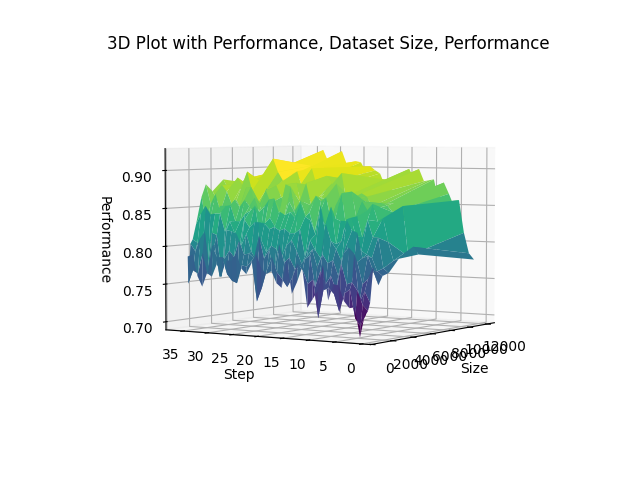 3D Plot with Performance, Dataset Size, Performance
0.90
0.85
0.80
0.75
0.70
Performance
35 30 25 20 15 10 5 0
Step
0 2000 4000 6000 8000 10000 12000
Size